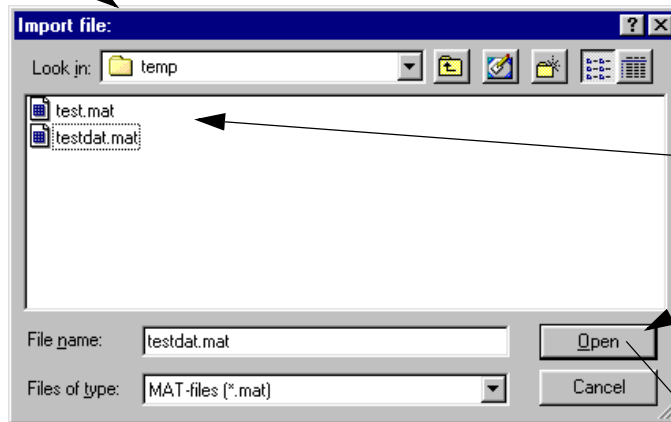 Import file:
Look in: temp
test.mat
testdat.mat
File name: testdat.mat Open
Files of type: MAT-files (*.mat) Cancel